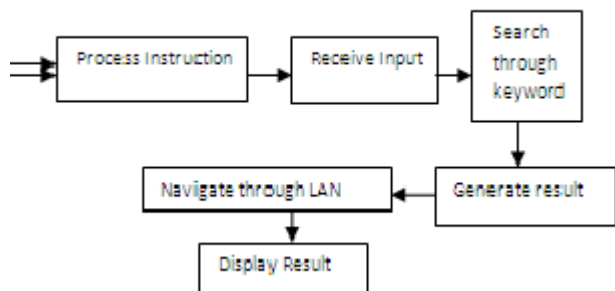 Process Instruction
Receive Input
Search
through
keyword
Generate result
Navigate through LAN
Display Result